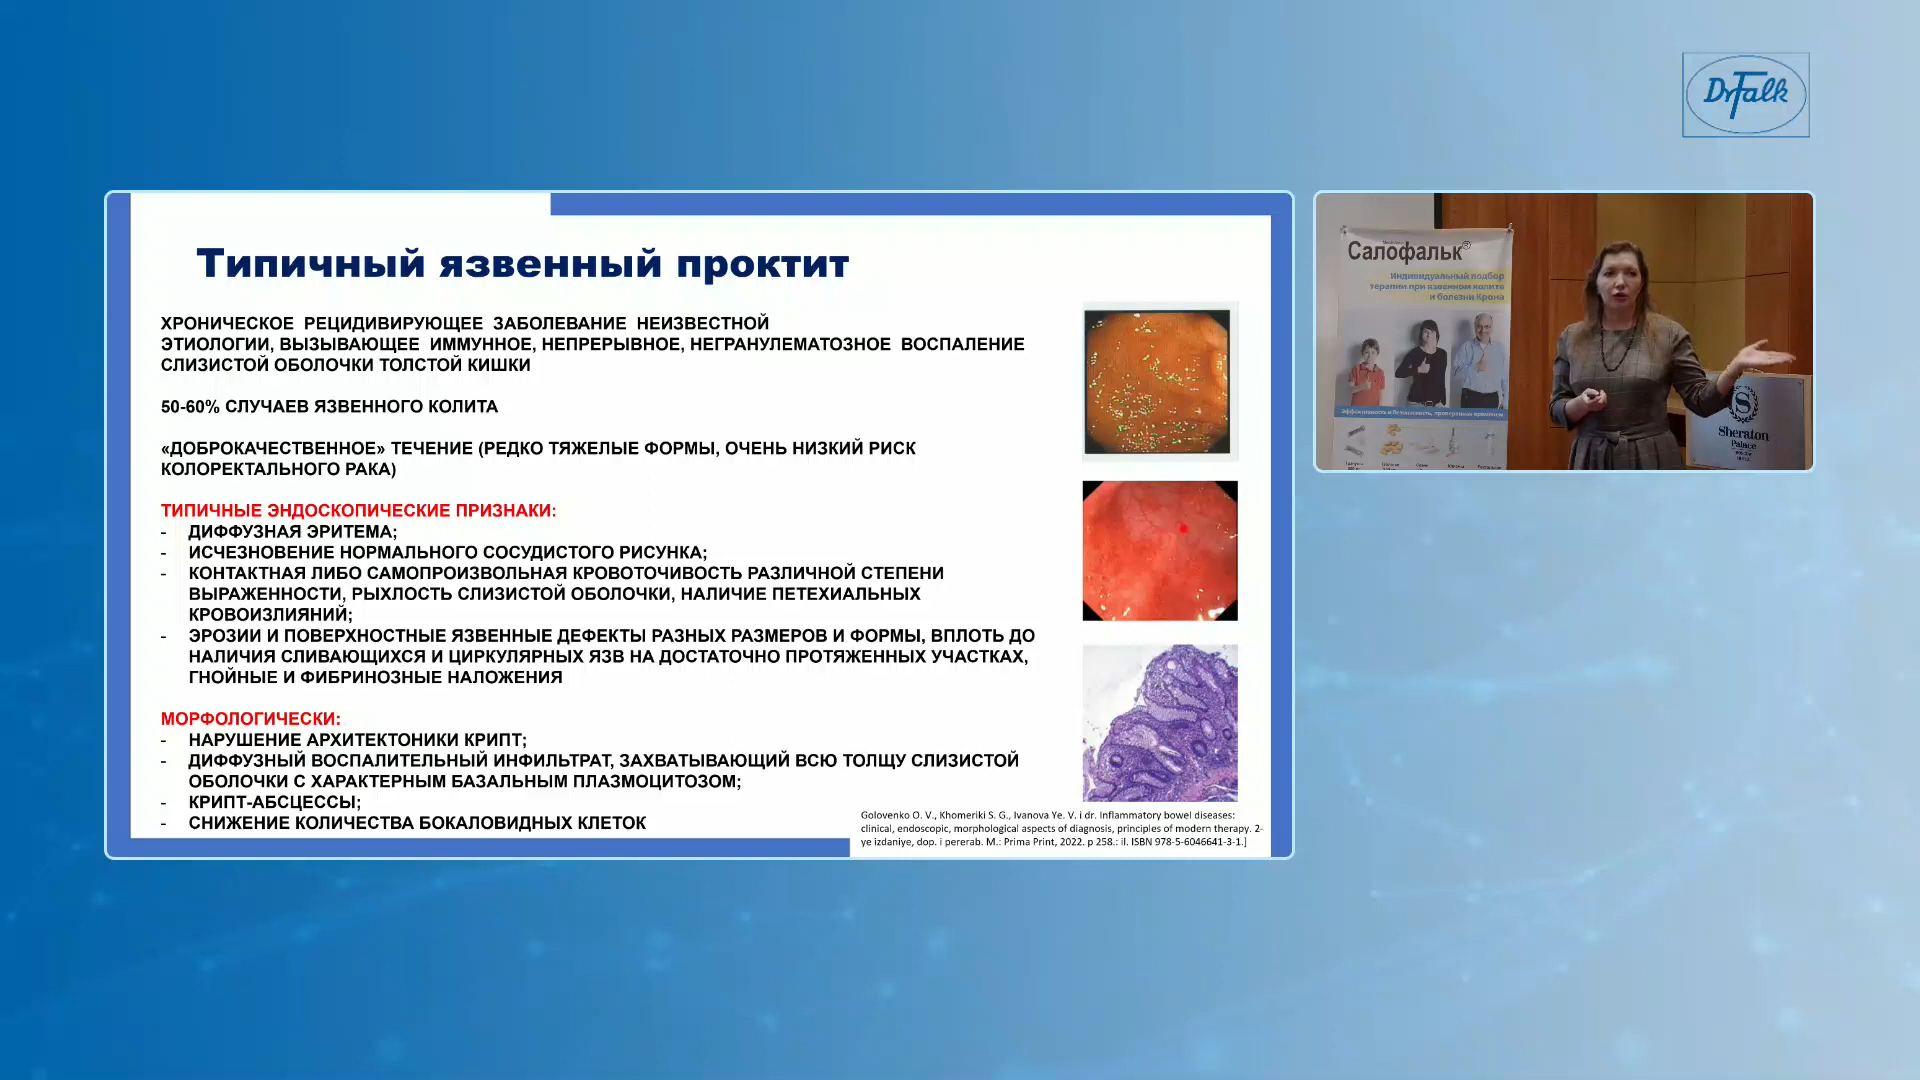 DrFalk
Типичный язвенный проктит
ХРОНИЧЕСКОЕ РЕЦИДИВИРУЮЩЕЕ ЗАБОЛЕВАНИЕ НЕИЗВЕСТНОЙ
ЭТИОЛОГИИ, ВЫЗЫВАЮЩЕЕ ИММУННОЕ, НЕПРЕРЫВНОЕ, НЕГРАНУЛЕМАТОЗНОЕ ВОСПАЛЕНИЕ
СЛИЗИСТОЙ ОБОЛОЧКИ ТОЛСТОЙ КИШКИ
50-60% СЛУЧАЕВ ЯЗВЕННОГО КОЛИТА
«ДОБРОКАЧЕСТВЕННОЕ» ТЕЧЕНИЕ (РЕДКО ТЯЖЕЛЫЕ ФОРМЫ, ОЧЕНЬ НИЗКИЙ РИСК
КОЛОРЕКТАЛЬНОГО РАКА)
ТИПИЧНЫЕ ЭНДОСКОПИЧЕСКИЕ ПРИЗНАКИ:
- ДИФФУЗНАЯ ЭРИТЕМА;
- ИСЧЕЗНОВЕНИЕ НОРМАЛЬНОГО СОСУДИСТОГО РИСУНКА;
- КОНТАКТНАЯ ЛИБО САМОПРОИЗВОЛЬНАЯ КРОВОТОЧИВОСТЬ РАЗЛИЧНОЙ СТЕПЕНИ
ВЫРАЖЕННОСТИ, РЫХЛОСТЬ СЛИЗИСТОЙ ОБОЛОЧКИ, НАЛИЧИЕ ПЕТЕХИАЛЬНЫХ
КРОВОИЗЛИЯНИЙ;
- ЭРОЗИИ И ПОВЕРХНОСТНЫЕ ЯЗВЕННЫЕ ДЕФЕКТЫ РАЗНЫХ РАЗМЕРОВ И ФОРМЫ, ВПЛОТЬ ДО
НАЛИЧИЯ СЛИВАЮЩИХСЯ И ЦИРКУЛЯРНЫХ ЯЗВ НА ДОСТАТОЧНО ПРОТЯЖЕННЫХ УЧАСТКАХ,
ГНОЙНЫЕ И ФИБРИНОЗНЫЕ НАЛОЖЕНИЯ
МОРФОЛОГИЧЕСКИ:
- НАРУШЕНИЕ АРХИТЕКТОНИКИ КРИПТ;
- ДИФФУЗНЫЙ ВОСПАЛИТЕЛЬНЫЙ ИНФИЛЬТРАТ, ЗАХВАТЫВАЮЩИЙ ВСЮ ТОЛЩУ СЛИЗИСТОЙ
ОБОЛОЧКИ С ХАРАКТЕРНЫМ БАЗАЛЬНЫМ ПЛАЗМОЦИТОЗОМ;
- КРИПТ-АБСЦЕССЫ;
- СНИЖЕНИЕ КОЛИЧЕСТВА БОКАЛОВИДНЫХ КЛЕТОК
Golovenko O. V., Khomeriki S. G., Ivanova Ye. V. i dr. Inflammatory bowel diseases:
clinical, endoscopic, morphological aspects of diagnosis, principles of modern therapy. 2-
ye izdaniye, dop. i pererab. M.: Prima Print, 2022. p 258.: il. ISBN 978-5-6046641-3-1.]
Салофальк®
Индивидуальный подбор
терапии при язвенном колите
и болезни Крона
Эффективность и безопасность, проверенная временем
S
Sheraton
Palace